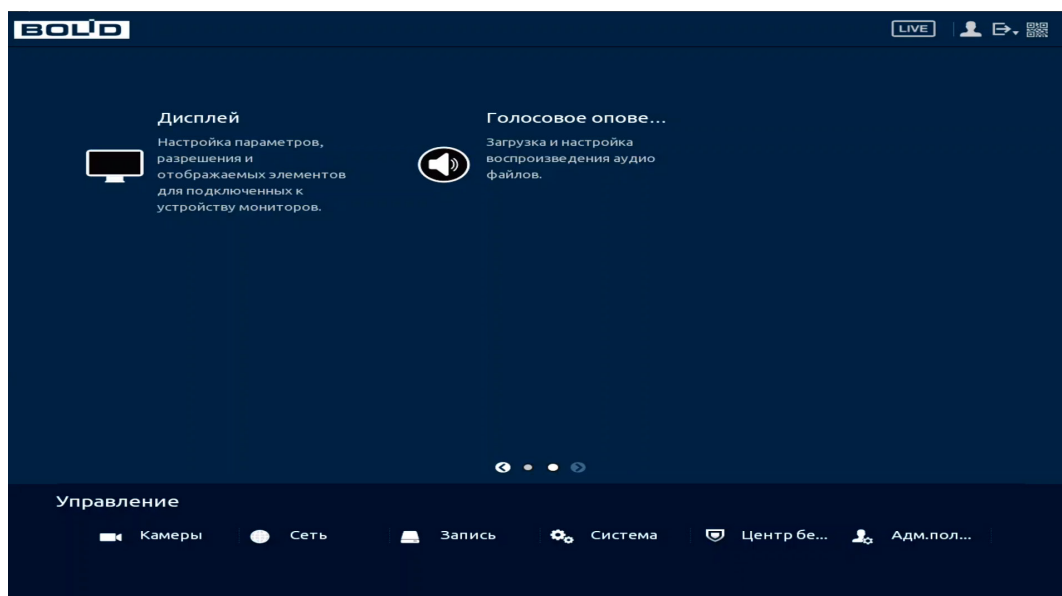 BOLID
LIVE
Дисплей
Настройка параметров,
разрешения и
отображаемых элементов
для подключенных к
устройству мониторов.
Голосовое опове...
Загрузка и настройка
воспроизведения аудио
файлов.
Управление
Камеры
Сеть
Запись
Система
Центр бе...
Адм.пол...